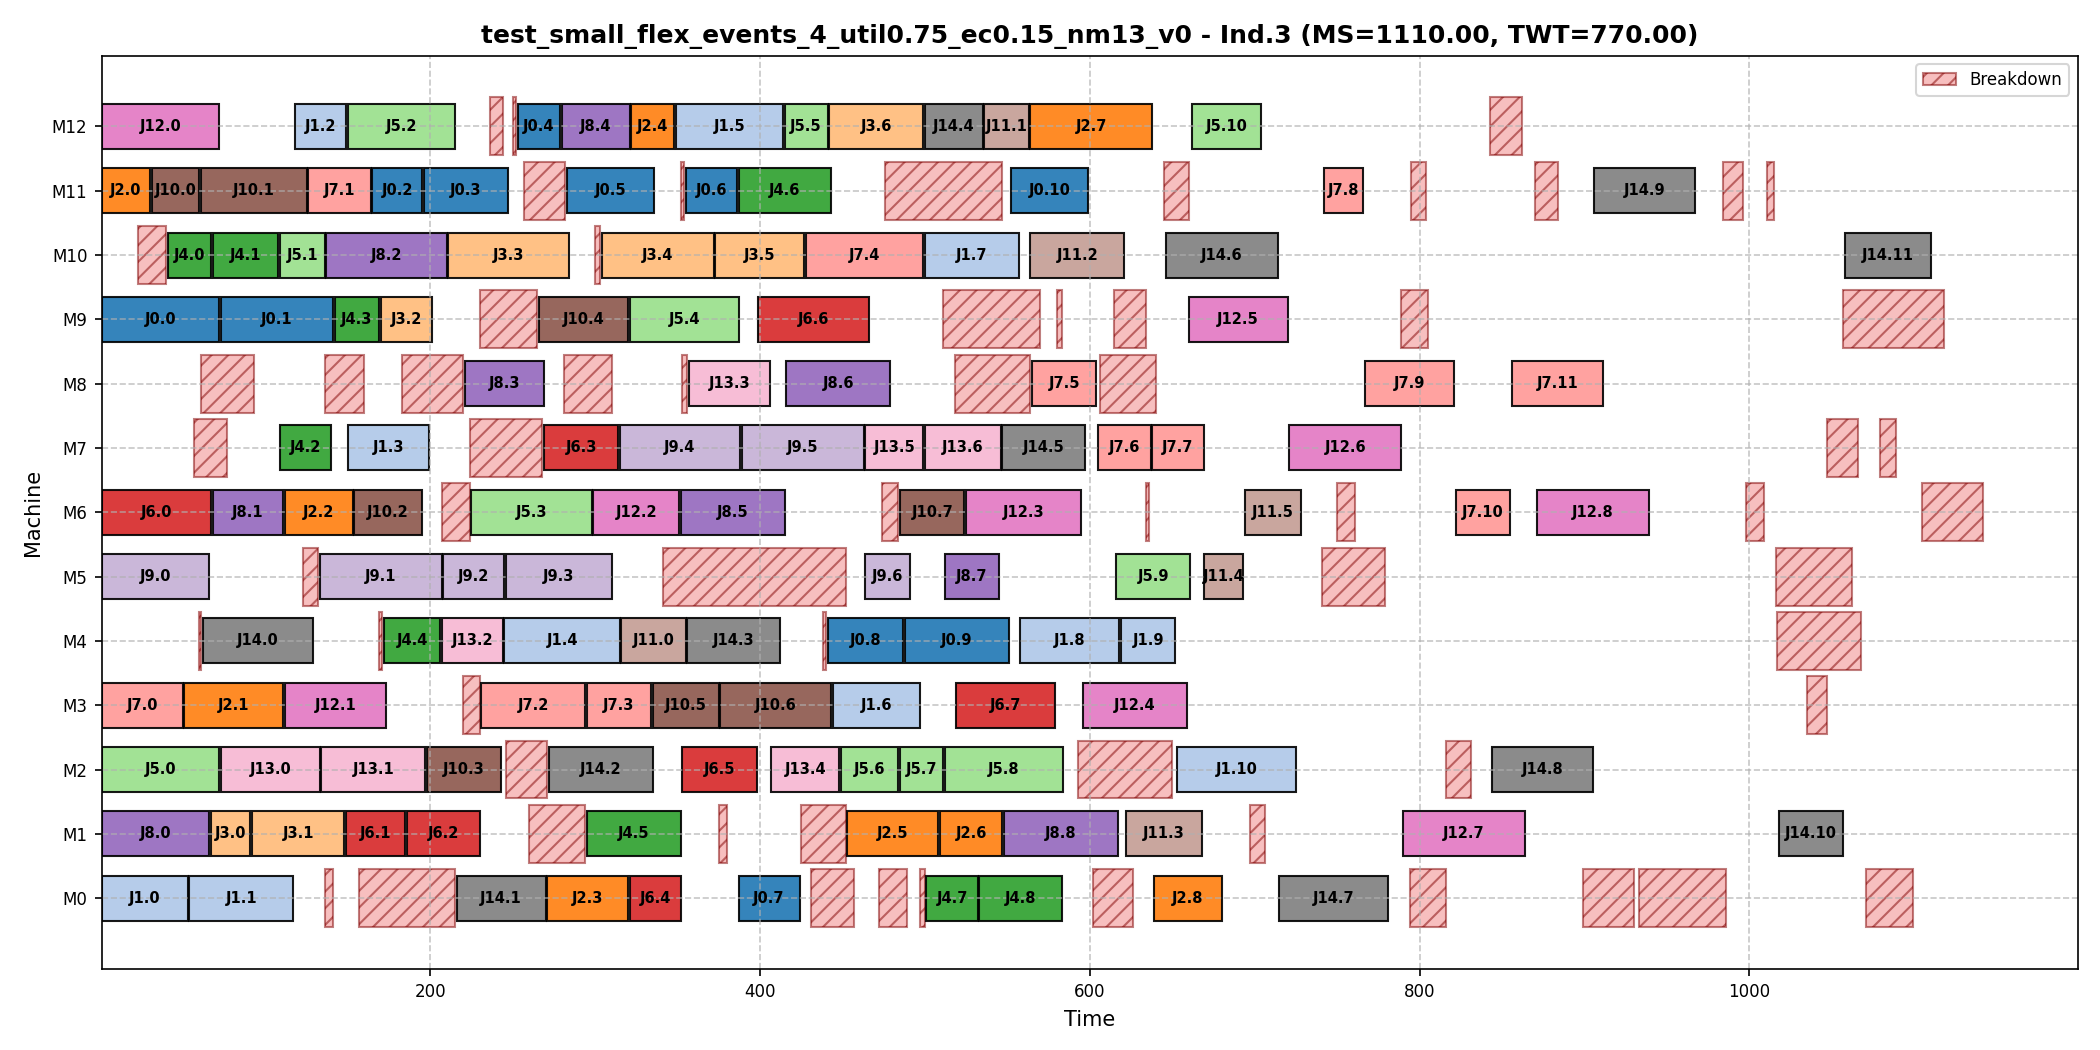 test_small_flex_events_4_util0.75_ec0.15_nm13_v0 - Ind.3 (MS=1110.00, TWT=770.00)
Breakdown
M12 J12.0 J1.2 J5.2 J0.4 J8.4 J2.4 J1.5 J5.5 J3.6 J14.4 J11.1 J2.7 J5.10
M11 J2.0 J10.0 J10.1 J7.1 J0.2 J0.3 J0.5 J0.6 J4.6 J0.10 J7.8 J14.9
M10 J4.0 J4.1 J5.1 J8.2 J3.3 J3.4 J3.5 J7.4 J1.7 J11.2 J14.6 J14.11
M9 J0.0 J0.1 J4.3 J3.2 J10.4 J5.4 J6.6 J12.5
M8 J8.3 J13.3 J8.6 J7.5 J7.9 J7.11
M7 J4.2 J1.3 J6.3 J9.4 J9.5 J13.5 J13.6 J14.5 J7.6 J7.7 J12.6
M6 J6.0 J8.1 J2.2 J10.2 J5.3 J12.2 J8.5 J10.7 J12.3 J11.5 J7.10 J12.8
M5 J9.0 J9.1 J9.2 J9.3 J9.6 J8.7 J5.9 J11.4
M4 J14.0 J4.4 J13.2 J1.4 J11.0 J14.3 J0.8 J0.9 J1.8 J1.9
M3 J7.0 J2.1 J12.1 J7.2 J7.3 J10.5 J10.6 J1.6 J6.7 J12.4
M2 J5.0 J13.0 J13.1 J10.3 J14.2 J6.5 J13.4 J5.6 J5.7 J5.8 J1.10 J14.8
M1 J8.0 J3.0 J3.1 J6.1 J6.2 J4.5 J2.5 J2.6 J8.8 J11.3 J12.7 J14.10
M0 J1.0 J1.1 J14.1 J2.3 J6.4 J0.7 J4.7 J4.8 J2.8 J14.7
Machine
200 400 600 800 1000
Time